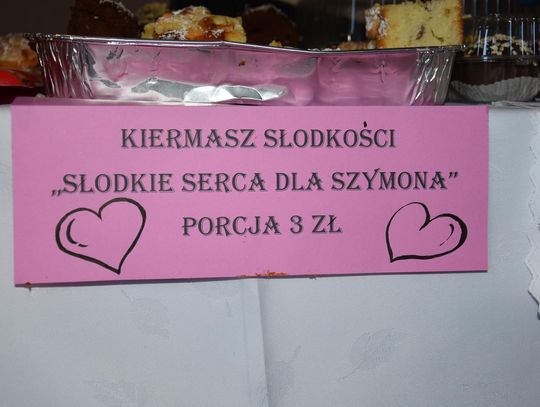 KIERMASZ SŁODKOŚCI
„SŁODKIE SERCA DLA SZYMONA”
PORCJA 3 ZŁ